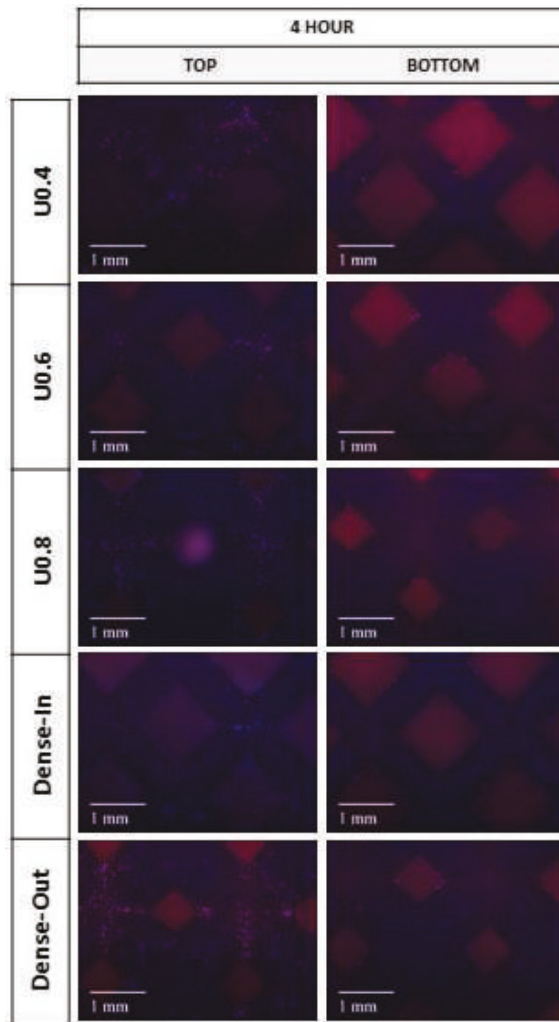 4 HOUR
TOP BOTTOM
U0.4
1 mm 1 mm
U0.6
1 mm 1 mm
U0.8
1 mm 1 mm
Dense-In
1 mm 1 mm
Dense-Out
1 mm 1 mm